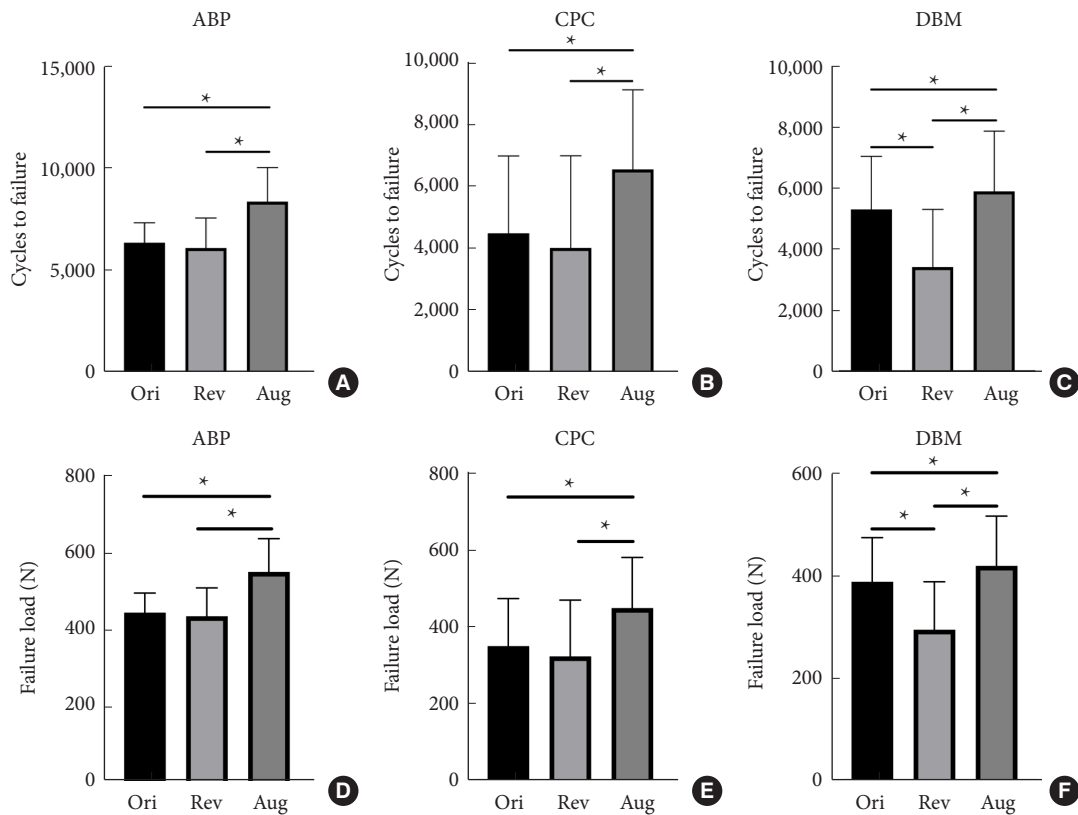 ABP
Cycles to failure
15,000
10,000
5,000
0
*
*
Ori Rev Aug
A
CPC
Cycles to failure
10,000
8,000
6,000
4,000
2,000
0
*
*
Ori Rev Aug
B
DBM
Cycles to failure
10,000
8,000
6,000
4,000
2,000
0
*
*
*
Ori Rev Aug
C
ABP
Failure load (N)
800
600
400
200
0
*
*
Ori Rev Aug
D
CPC
Failure load (N)
800
600
400
200
0
*
*
Ori Rev Aug
E
DBM
Failure load (N)
600
400
200
0
*
*
*
Ori Rev Aug
F